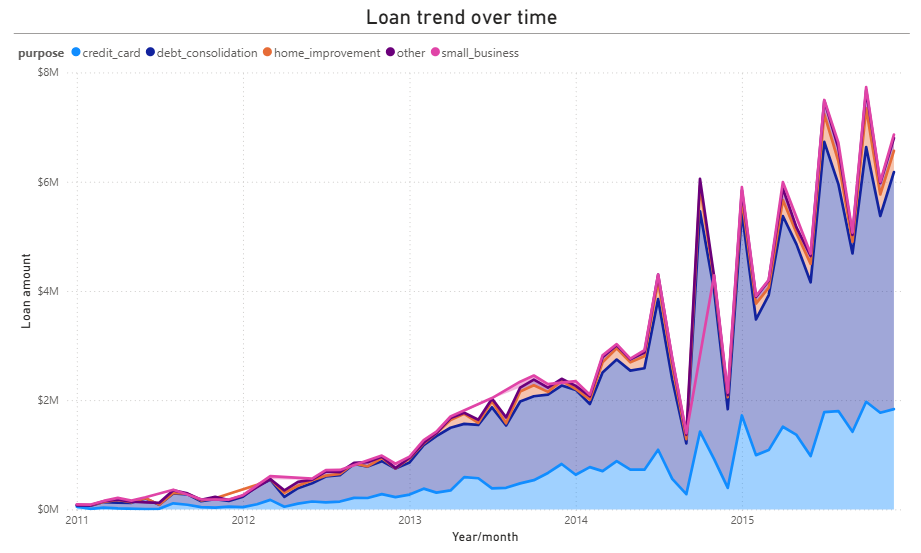 Loan trend over time
purpose credit_card debt_consolidation home_improvement other small_business
$8M
$6M
$4M
$2M
$0M
Loan amount
2011 2012 2013 2014 2015
Year/month